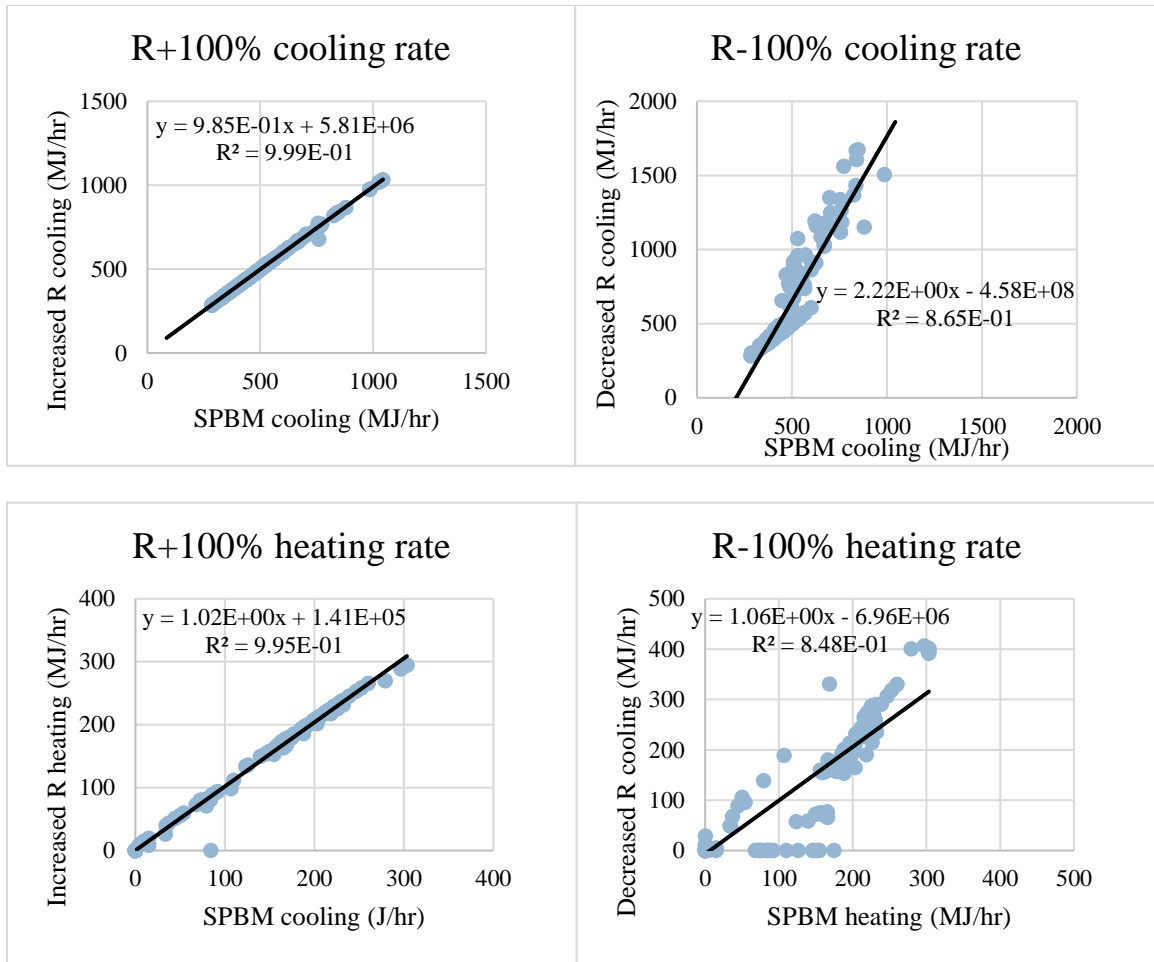 R+100% cooling rate
Increased R cooling (MJ/hr)
1500
1000
500
0
y = 9.85E-01x + 5.81E+06
R² = 9.99E-01
0 500 1000 1500
SPBM cooling (MJ/hr)
R-100% cooling rate
Decreased R cooling (MJ/hr)
2000
1500
1000
500
0
y = 2.22E+00x - 4.58E+08
R² = 8.65E-01
0 500 1000 1500 2000
SPBM cooling (MJ/hr)
R+100% heating rate
Increased R heating (MJ/hr)
400
300
200
100
0
y = 1.02E+00x + 1.41E+05
R² = 9.95E-01
0 100 200 300 400
SPBM cooling (J/hr)
R-100% heating rate
Decreased R cooling (MJ/hr)
500
400
300
200
100
0
y = 1.06E+00x - 6.96E+06
R² = 8.48E-01
0 100 200 300 400 500
SPBM heating (MJ/hr)